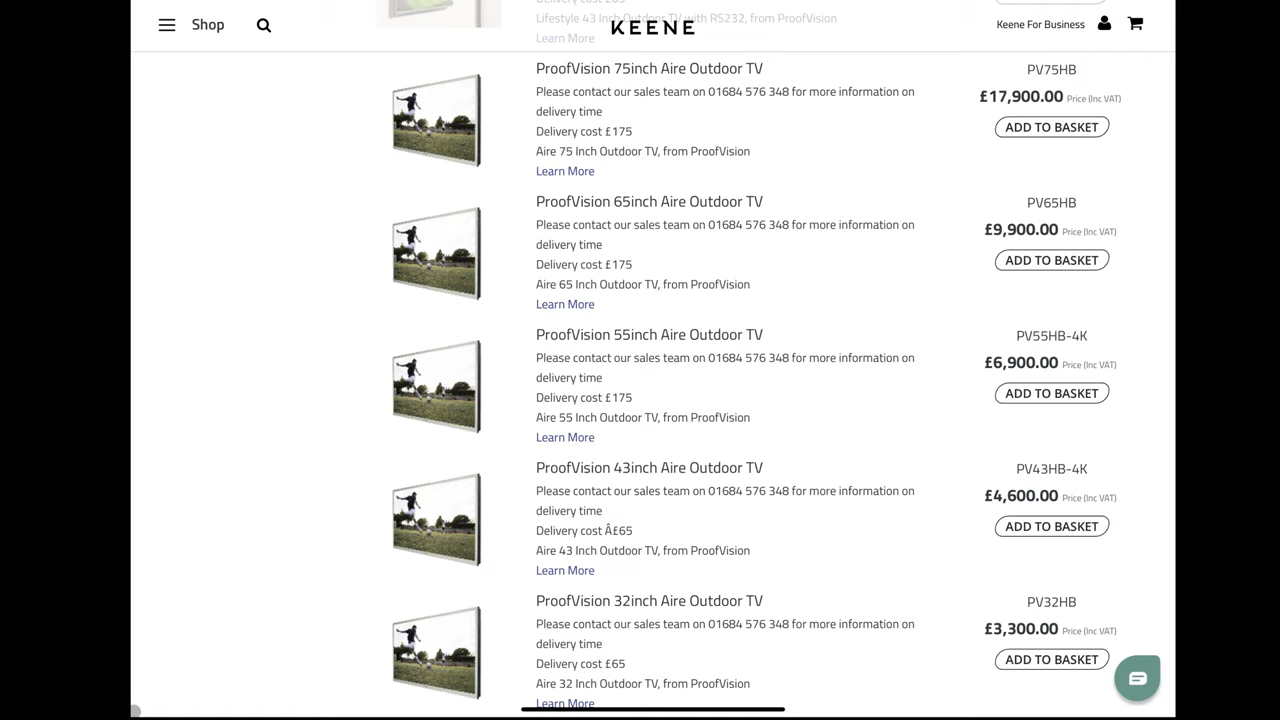 Delivery cost £65
Lifestyle 43 Inch Outdoor TV with RS232, from ProofVision
Learn More
Shop
KEENE
Keene For Business
ProofVision 75inch Aire Outdoor TV
Please contact our sales team on 01684 576 348 for more information on
delivery time
Delivery cost £175
Aire 75 Inch Outdoor TV, from ProofVision
Learn More
PV75HB
£17,900.00 Price (Inc VAT)
ADD TO BASKET
ProofVision 65inch Aire Outdoor TV
Please contact our sales team on 01684 576 348 for more information on
delivery time
Delivery cost £175
Aire 65 Inch Outdoor TV, from ProofVision
Learn More
PV65HB
£9,900.00 Price (Inc VAT)
ADD TO BASKET
ProofVision 55inch Aire Outdoor TV
Please contact our sales team on 01684 576 348 for more information on
delivery time
Delivery cost £175
Aire 55 Inch Outdoor TV, from ProofVision
Learn More
PV55HB-4K
£6,900.00 Price (Inc VAT)
ADD TO BASKET
ProofVision 43inch Aire Outdoor TV
Please contact our sales team on 01684 576 348 for more information on
delivery time
Delivery cost Â£65
Aire 43 Inch Outdoor TV, from ProofVision
Learn More
PV43HB-4K
£4,600.00 Price (Inc VAT)
ADD TO BASKET
ProofVision 32inch Aire Outdoor TV
Please contact our sales team on 01684 576 348 for more information on
delivery time
Delivery cost £65
Aire 32 Inch Outdoor TV, from ProofVision
Learn More
PV32HB
£3,300.00 Price (Inc VAT)
ADD TO BASKET